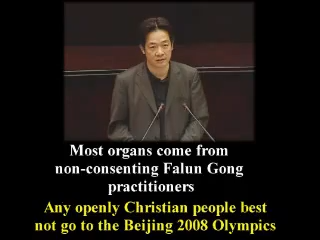 Most organs come from
non-consenting Falun Gong
practitioners
Any openly Christian people best
not go to the Beijing 2008 Olympics